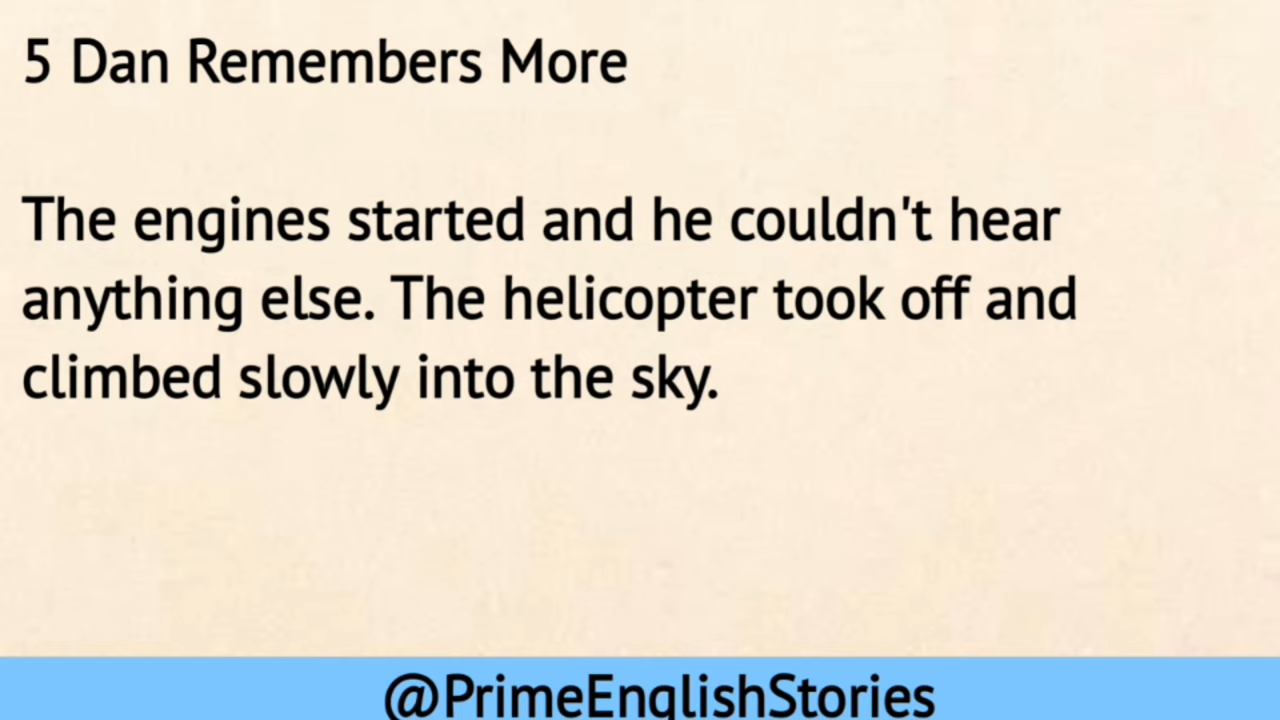 5 Dan Remembers More
The engines started and he couldn't hear
anything else. The helicopter took off and
climbed slowly into the sky.
@PrimeEnglishStories